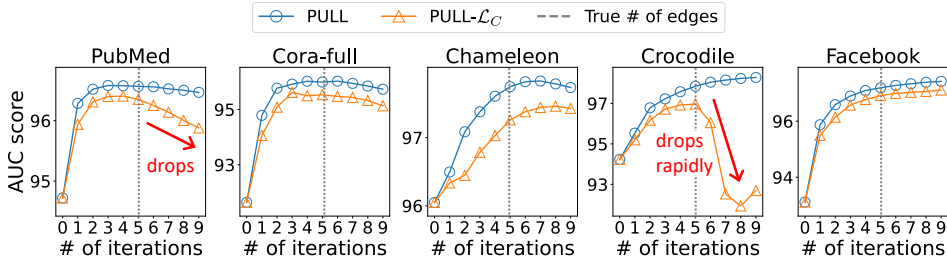 PULL PULL-𝓛_C True # of edges
PubMed Cora-full Chameleon Crocodile Facebook
AUC score
96
95
drops
0 1 2 3 4 5 6 7 8 9
# of iterations
95
93
0 1 2 3 4 5 6 7 8 9
# of iterations
97
96
0 1 2 3 4 5 6 7 8 9
# of iterations
97
95
93
drops
rapidly
0 1 2 3 4 5 6 7 8 9
# of iterations
96
94
93
0 1 2 3 4 5 6 7 8 9
# of iterations